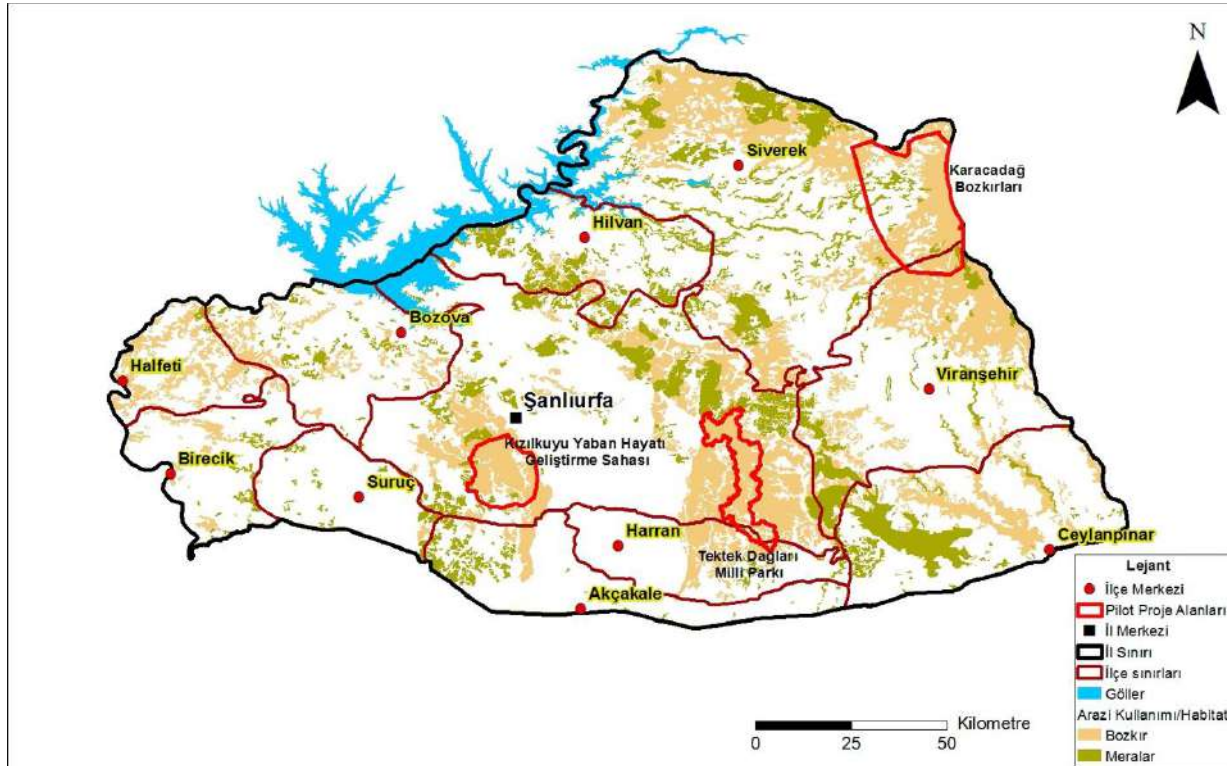 N
Siverek
Karacadağ
Bozkırları
Hilvan
Bozova
Halfeti
Viranşehir
Şanlıurfa
Kızılkuyu Yaban Hayatı
Geliştirme Sahası
Birecik
Suruç
Harran
Ceylanpınar
Tektek Dağları
Milli Parkı
Akçakale
Lejant
İlçe Merkezi
Pilot Proje Alanları
İl Merkezi
İl Sınırı
İlçe sınırları
Göller
Arazi Kullanımı/Habitat
Bozkır
Meralar
Kilometre
0 25 50